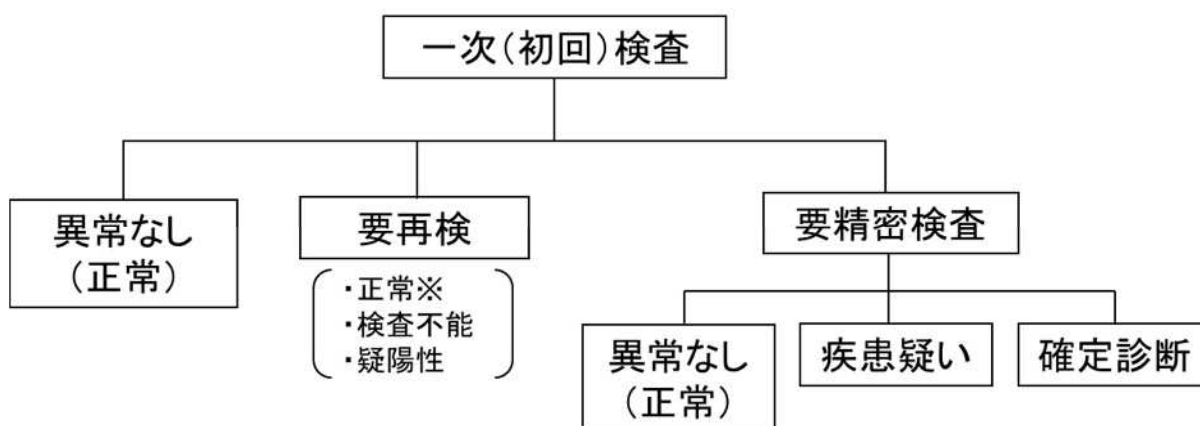 一次(初回)検査
異常なし
(正常)
要再検
・正常※
・検査不能
・疑陽性
要精密検査
異常なし
(正常)
疾患疑い
確定診断